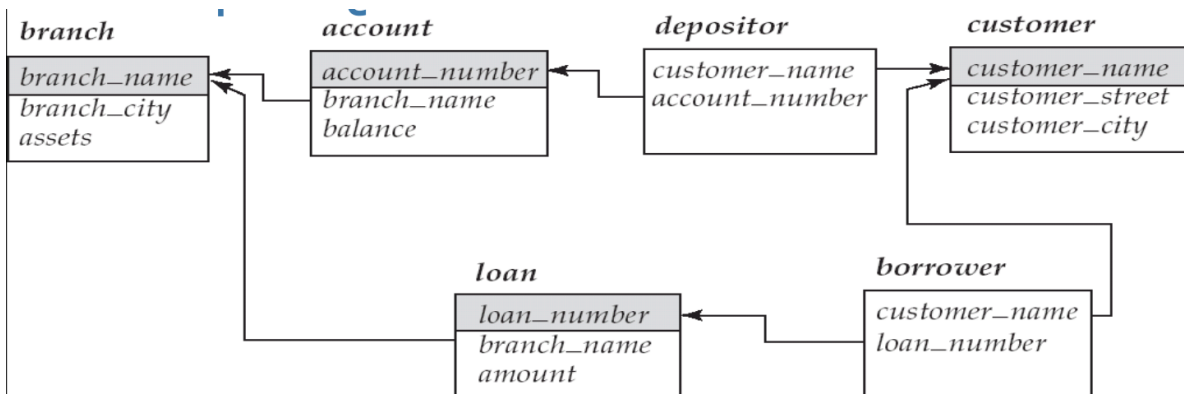 branch
branch_name
branch_city
assets
account
account_number
branch_name
balance
depositor
customer_name
account_number
customer
customer_name
customer_street
customer_city
loan
loan_number
branch_name
amount
borrower
customer_name
loan_number